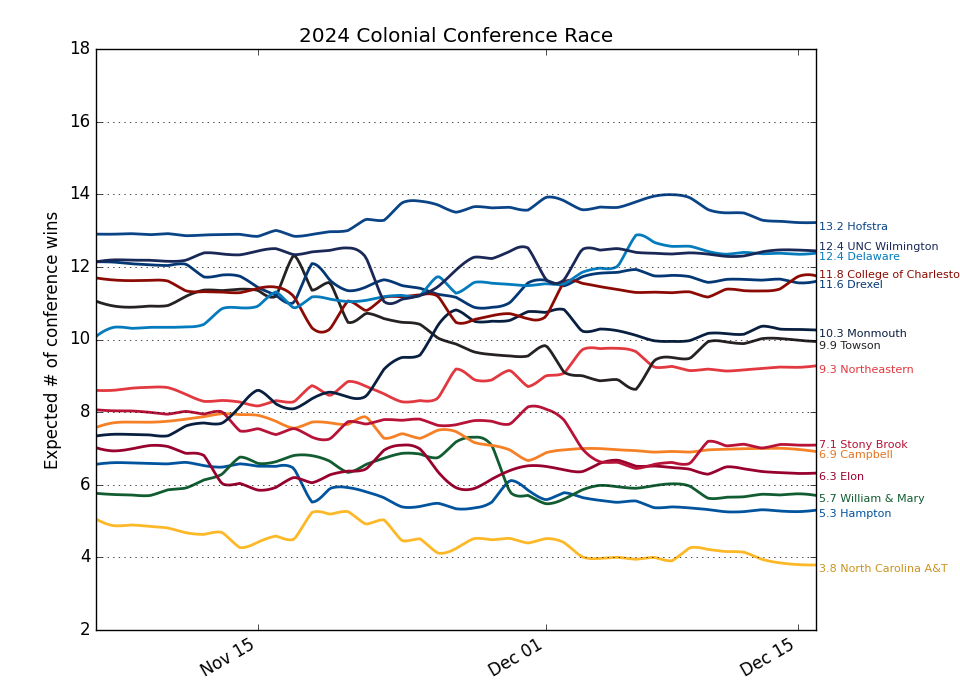 2024 Colonial Conference Race
Expected # of conference wins
18
16
14
12
10
8
6
4
2
Nov 15
Dec 01
Dec 15
13.2 Hofstra
12.4 UNC Wilmington
12.4 Delaware
11.8 College of Charlesto
11.6 Drexel
10.3 Monmouth
9.9 Towson
9.3 Northeastern
7.1 Stony Brook
6.9 Campbell
6.3 Elon
5.7 William & Mary
5.3 Hampton
3.8 North Carolina A&T